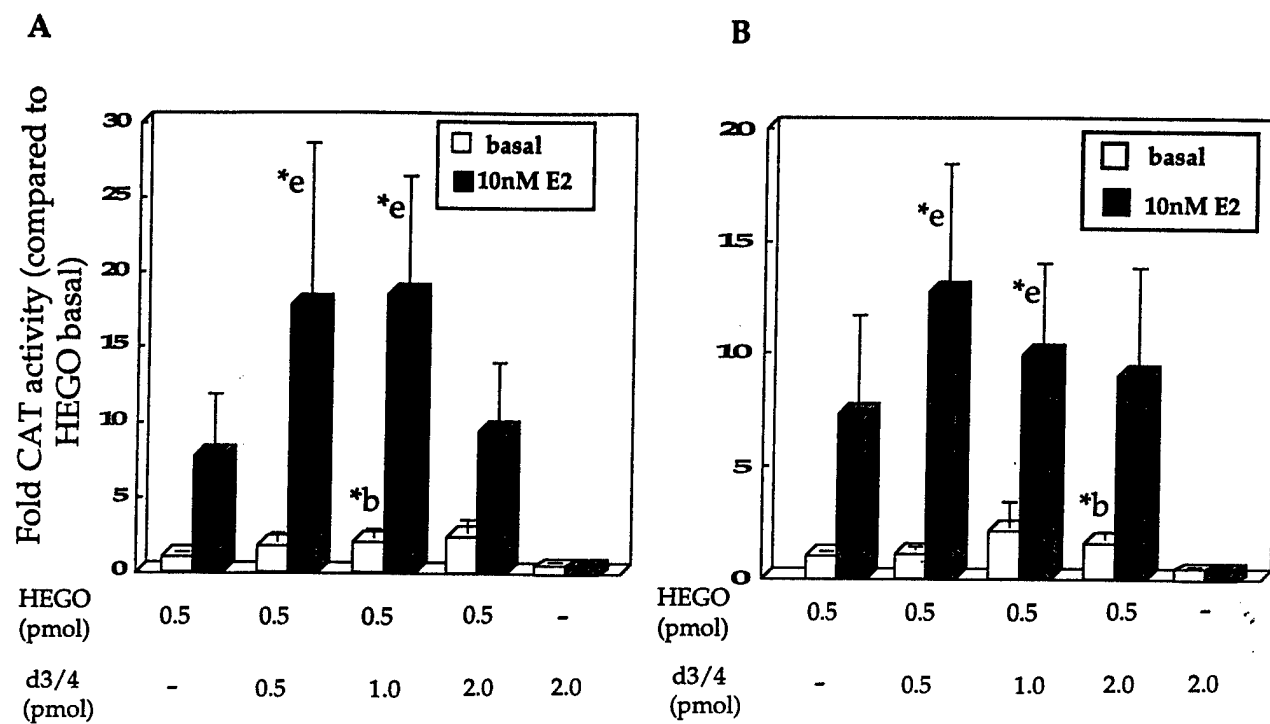 A
B
Fold CAT activity (compared to
HEGO basal)
30
25
20
15
10
5
0
basal
10nM E2
*e
*e
*b
HEGO 0.5 0.5 0.5 0.5 -
(pmol)
d3/4 - 0.5 1.0 2.0 2.0
(pmol)
20
15
10
5
0
basal
10nM E2
*e
*e
*b
HEGO 0.5 0.5 0.5 0.5 -
(pmol)
d3/4 - 0.5 1.0 2.0 2.0
(pmol)